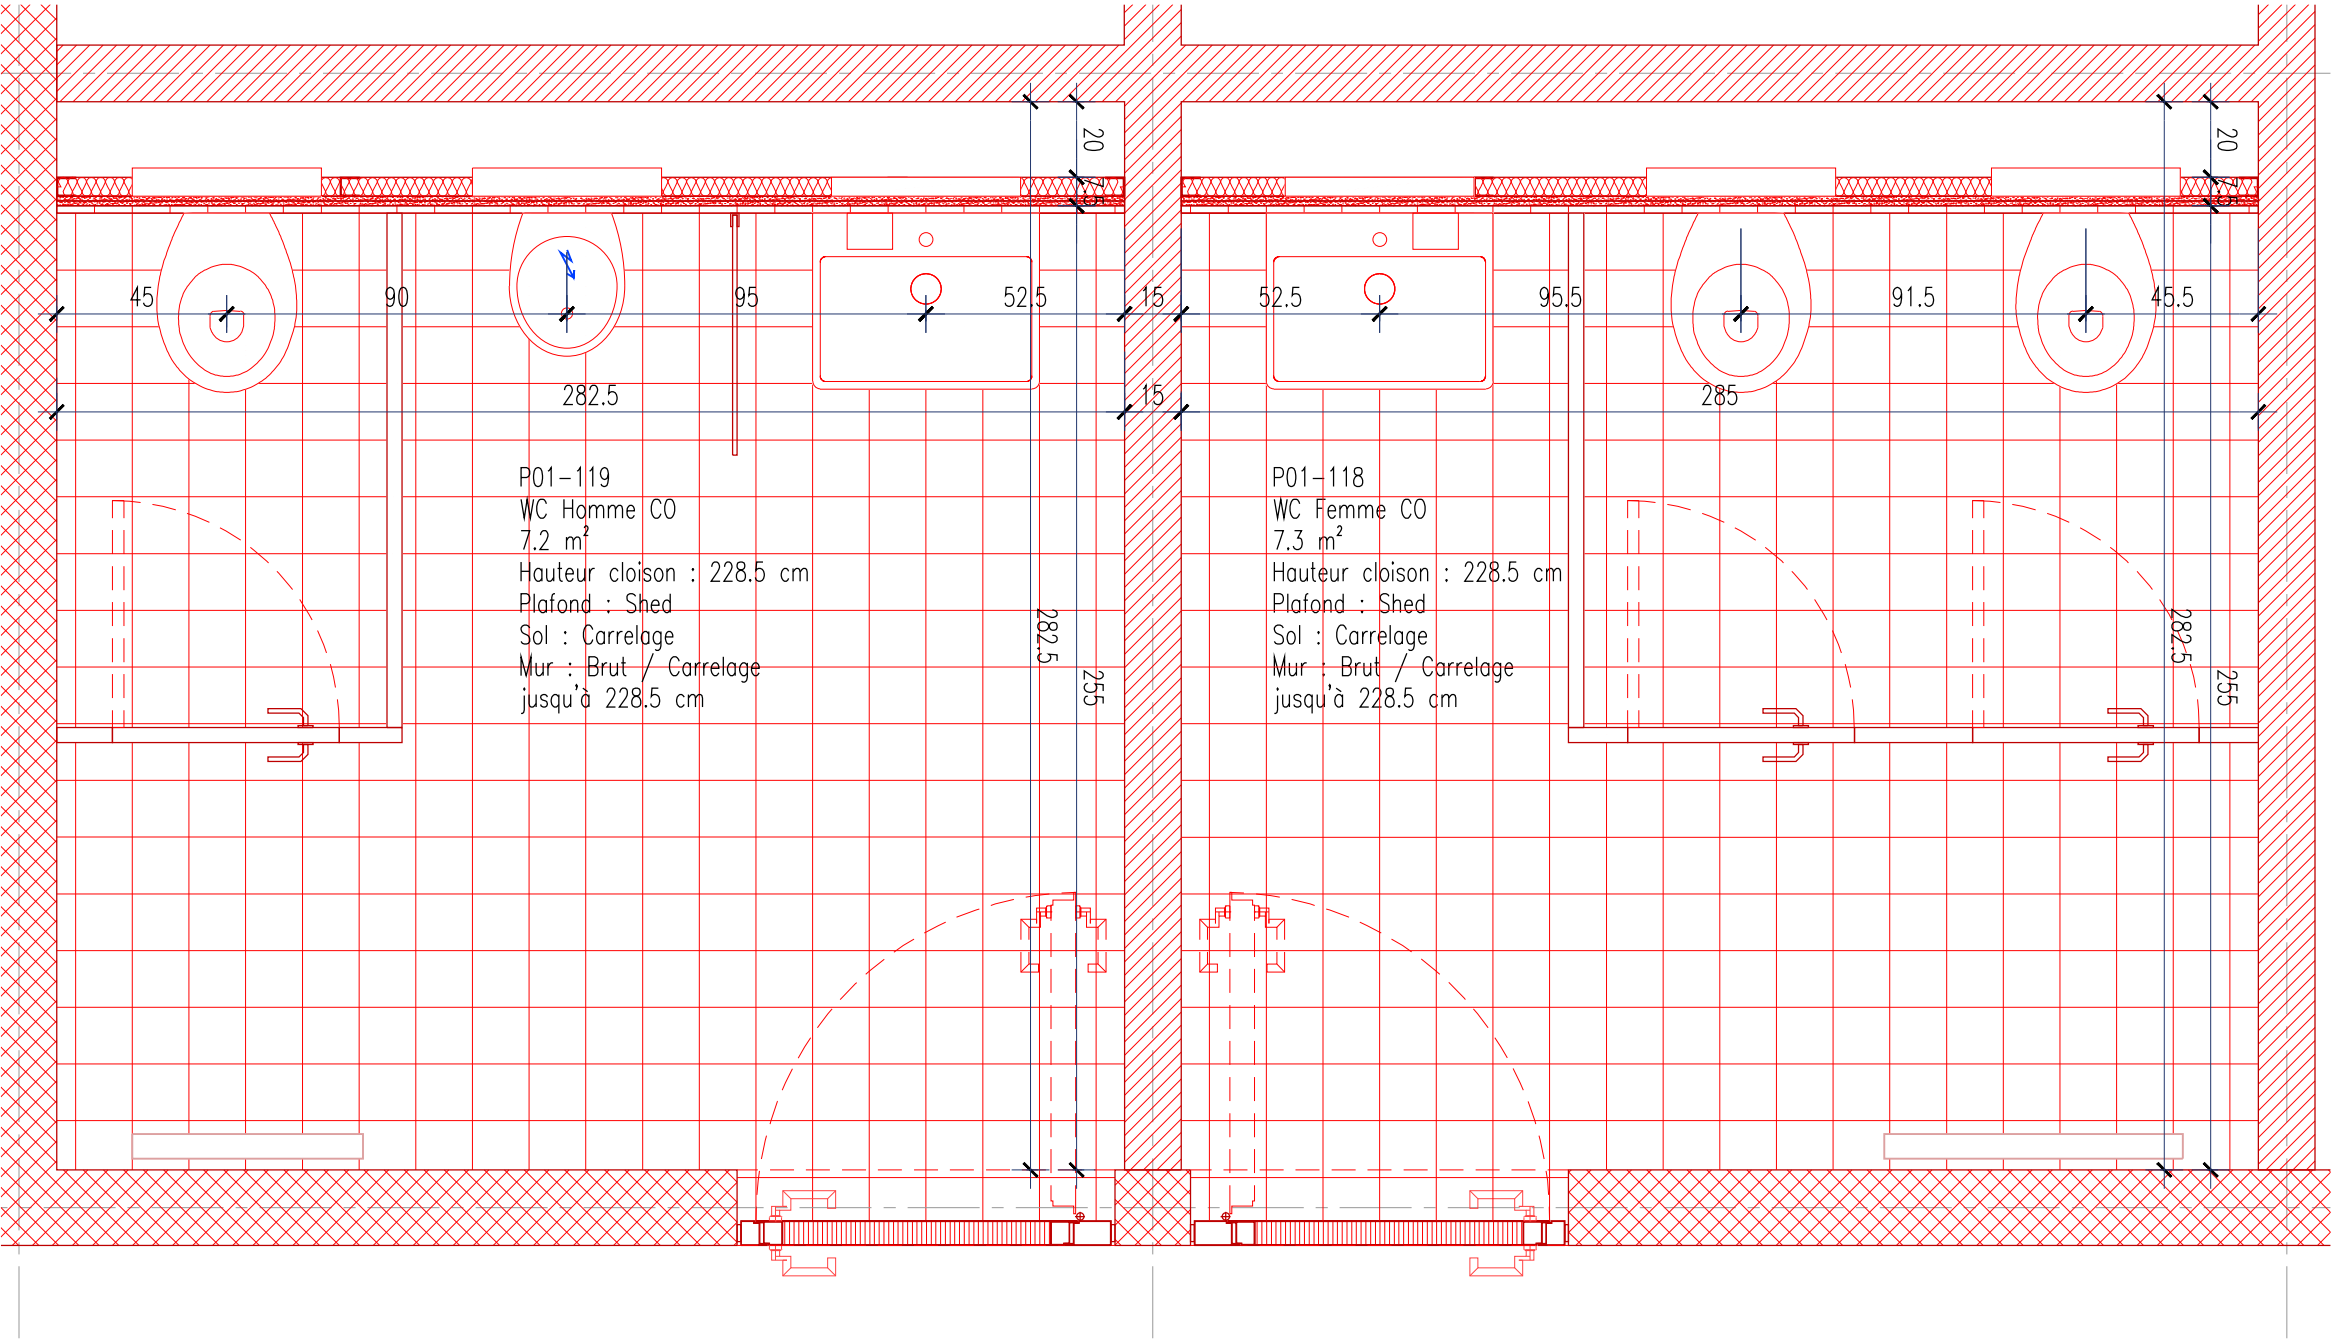 20
20
7.5
7.5
45
90
95
52.5
15
52.5
95.5
91.5
45.5
282.5
15
285
P01-119
WC Homme CO
7.2 m²
Hauteur cloison : 228.5 cm
Plafond : Shed
Sol : Carrelage
Mur : Brut / Carrelage
jusqu'à 228.5 cm
282.5
255
P01-118
WC Femme CO
7.3 m²
Hauteur cloison : 228.5 cm
Plafond : Shed
Sol : Carrelage
Mur : Brut / Carrelage
jusqu'à 228.5 cm
282.5
255